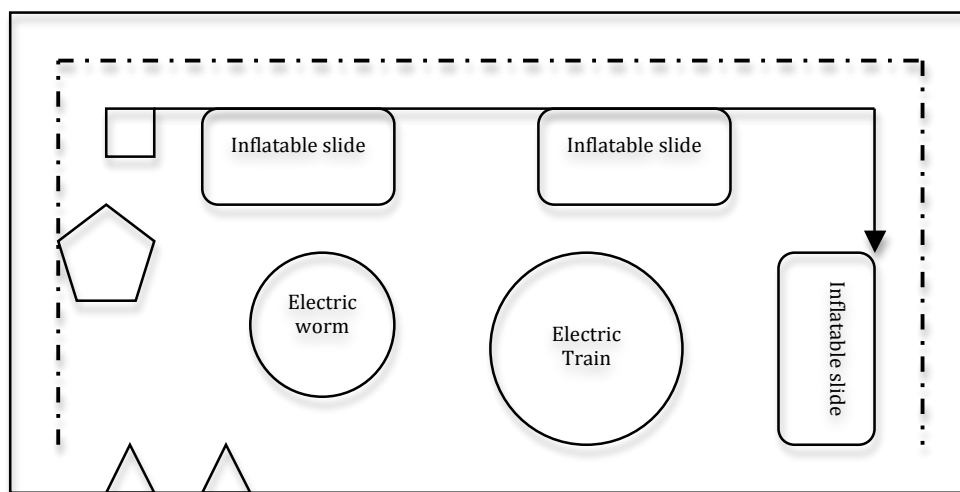 Inflatable slide
Inflatable slide
Electric
worm
Electric
Train
Inflatable slide